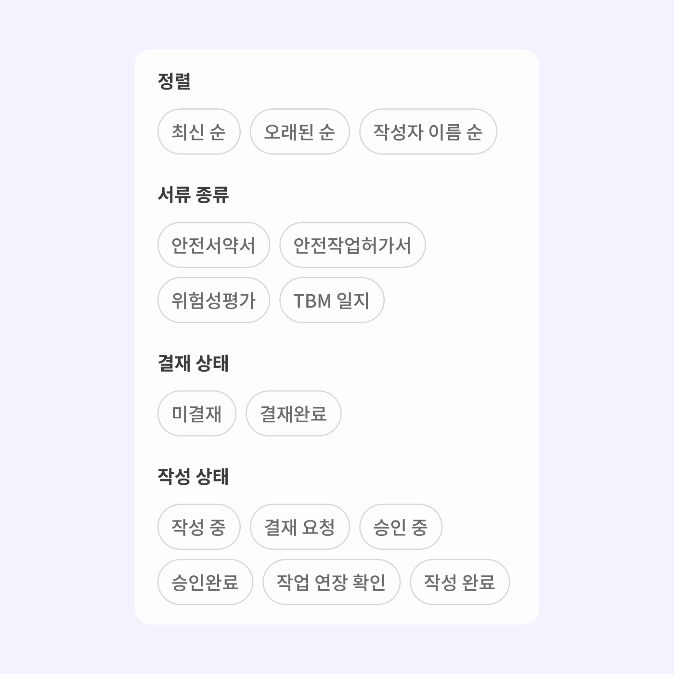 정렬
최신 순 오래된 순 작성자 이름 순
서류 종류
안전서약서 안전작업허가서
위험성평가 TBM 일지
결재 상태
미결재 결재완료
작성 상태
작성 중 결재 요청 승인 중
승인완료 작업 연장 확인 작성 완료